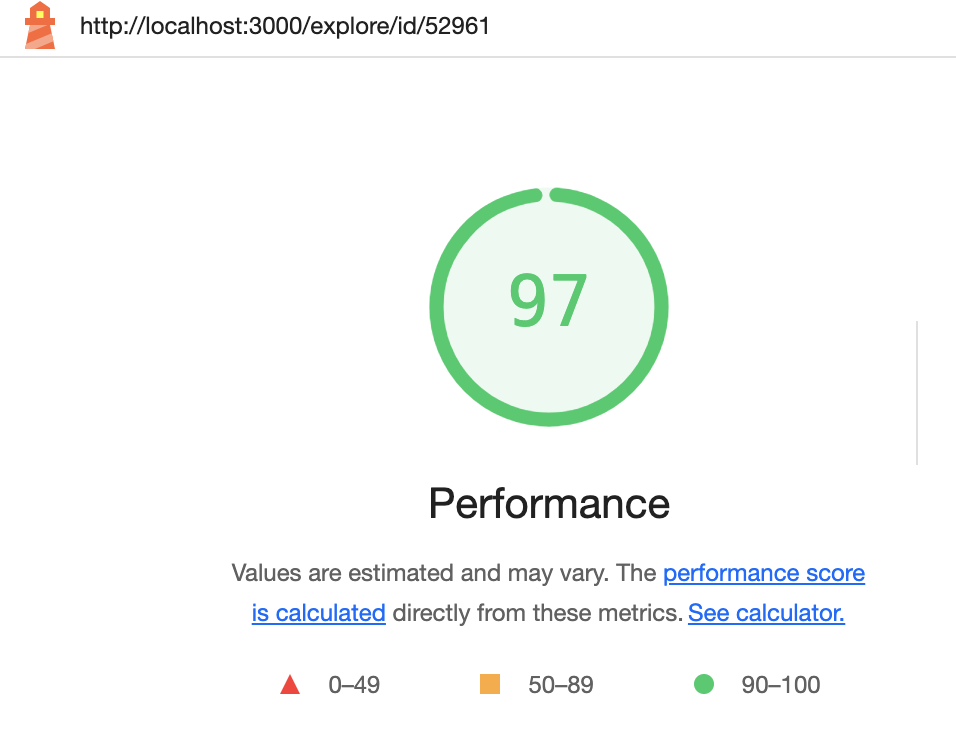 http://localhost:3000/explore/id/52961
97
Performance
Values are estimated and may vary. The performance score
is calculated directly from these metrics. See calculator.
0–49 50–89 90–100